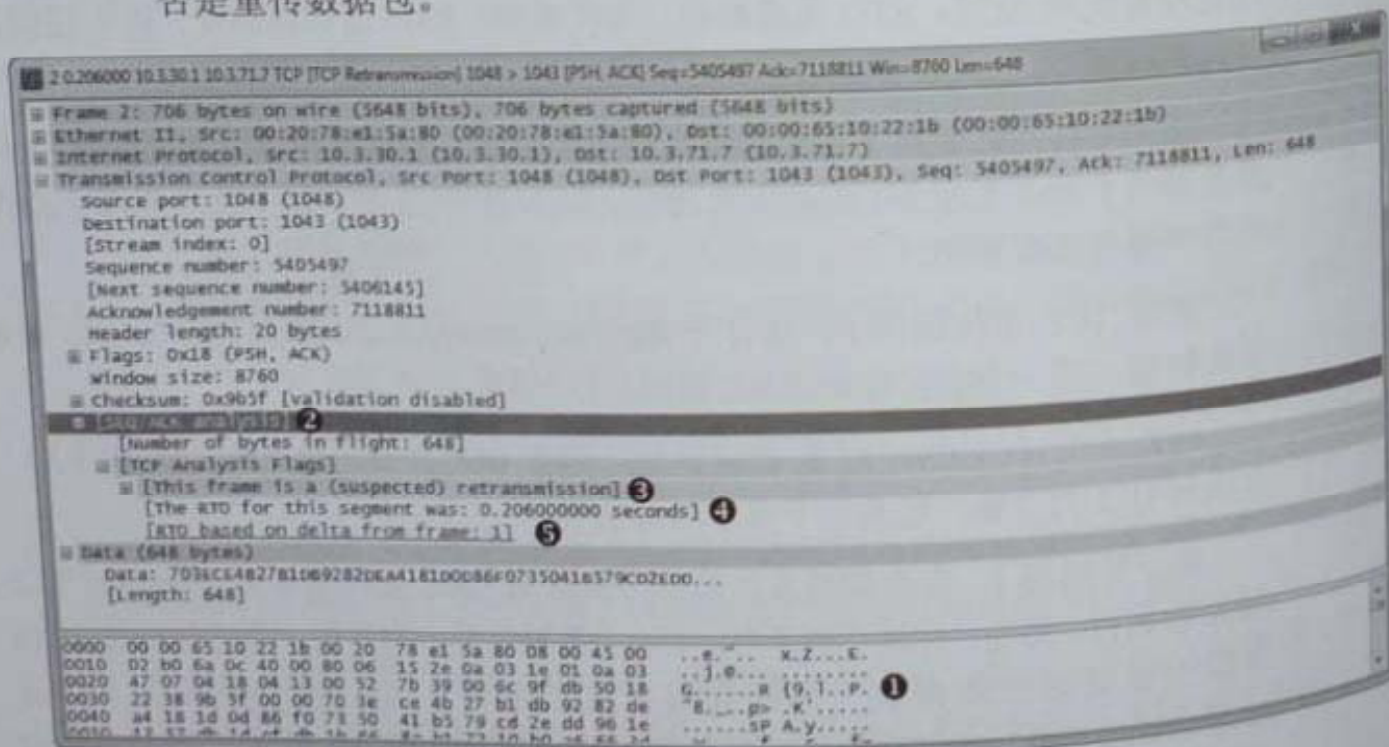 否是重传数据包。
2 0.206000 10.3.30.1 10.3.71.7 TCP [TCP Retransmission] 1048 > 1043 [PSH, ACK] Seq=5405497 Ack=7118811 Win=8760 Len=648
Frame 2: 706 bytes on wire (5648 bits), 706 bytes captured (5648 bits)
Ethernet II, Src: 00:20:78:e1:5a:80 (00:20:78:e1:5a:80), Dst: 00:00:65:10:22:1b (00:00:65:10:22:1b)
Internet Protocol, Src: 10.3.30.1 (10.3.30.1), Dst: 10.3.71.7 (10.3.71.7)
Transmission Control Protocol, Src Port: 1048 (1048), Dst Port: 1043 (1043), Seq: 5405497, Ack: 7118811, Len: 648
Source port: 1048 (1048)
Destination port: 1043 (1043)
[Stream index: 0]
Sequence number: 5405497
[Next sequence number: 5406145]
Acknowledgement number: 7118811
Header length: 20 bytes
Flags: 0x18 (PSH, ACK)
Window size: 8760
Checksum: 0x9b5f [validation disabled]
[SEQ/ACK analysis] ❷
[Number of bytes in flight: 648]
[TCP Analysis Flags]
[This frame is a (suspected) retransmission] ❸
[The RTO for this segment was: 0.206000000 seconds] ❹
[RTO based on delta from frame: 1] ❺
Data (648 bytes)
Data: 703ECE4B27B1DB9282DEA4181D0D86F0735041B579CD2EDD...
[Length: 648]
0000 00 00 65 10 22 1b 00 20 78 e1 5a 80 08 00 45 00 ..e.".. x.Z...E.
0010 02 b0 6a 0c 40 00 80 06 15 2e 0a 03 1e 01 0a 03 ..j.@... ........
0020 47 07 04 18 04 13 00 52 7b 39 00 6c 9f db 50 18 G......R {9.l..P. ❶
0030 22 38 9b 5f 00 00 70 3e ce 4b 27 b1 db 92 82 de "8._..p> .K'.....
0040 a4 18 1d 0d 86 f0 73 50 41 b5 79 cd 2e dd 96 1e ......sP A.y.....